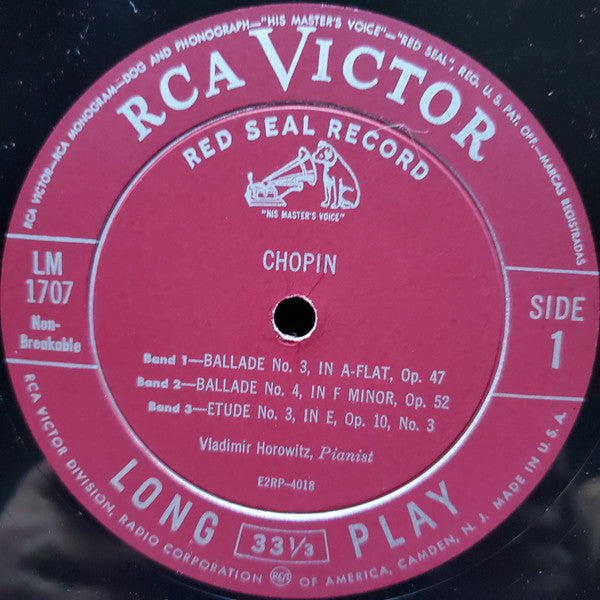 RCA VICTOR—RCA MONOGRAM—DOG AND PHONOGRAPH—"HIS MASTER'S VOICE"—"RED SEAL", REG. U.S. PAT. OFF.—MARCAS REGISTRADAS
RCA VICTOR
RED SEAL RECORD
"HIS MASTER'S VOICE"
CHOPIN
LM
1707
Non-
Breakable
SIDE
1
Band 1—BALLADE No. 3, IN A-FLAT, Op. 47
Band 2—BALLADE No. 4, IN F MINOR, Op. 52
Band 3—ETUDE No. 3, IN E, Op. 10, No. 3
Vladimir Horowitz, Pianist
E2RP-4018
LONG 33⅓ PLAY
RCA VICTOR DIVISION, RADIO CORPORATION RCA OF AMERICA, CAMDEN, N. J. MADE IN U.S.A.